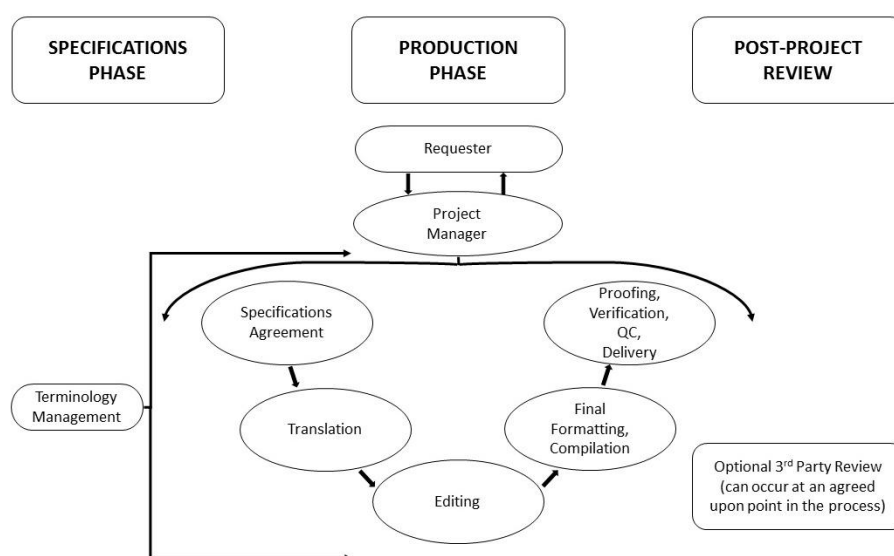 SPECIFICATIONS
PHASE
PRODUCTION
PHASE
POST-PROJECT
REVIEW
Requester
Project
Manager
Specifications
Agreement
Proofing,
Verification,
QC,
Delivery
Terminology
Management
Translation
Final
Formatting,
Compilation
Editing
Optional 3rd Party Review
(can occur at an agreed
upon point in the process)